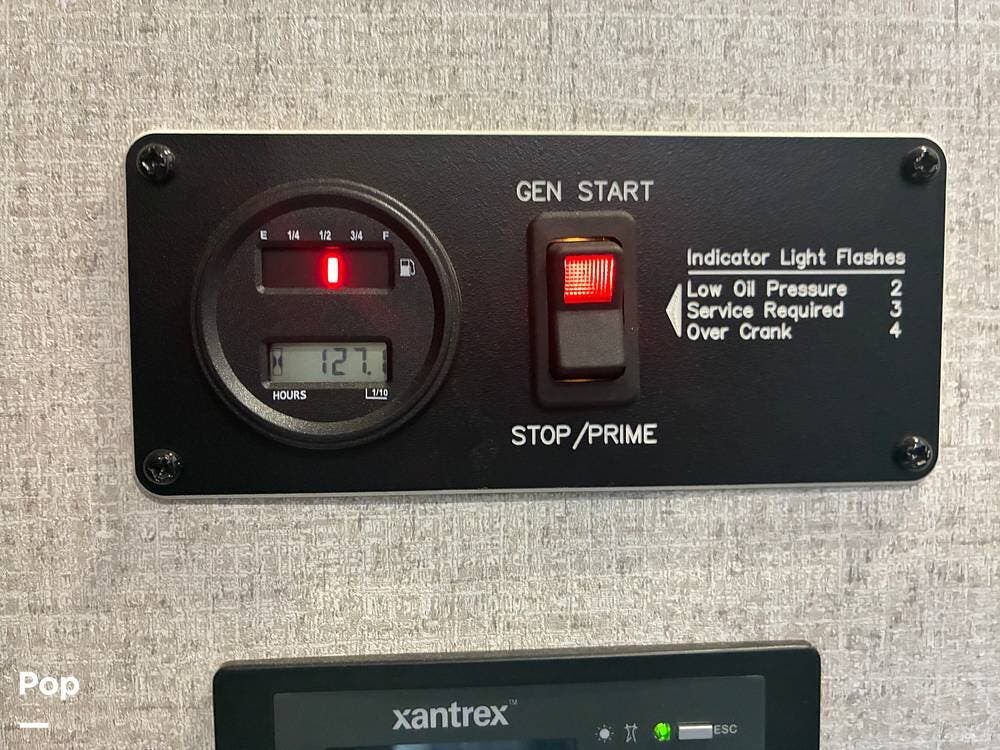 GEN START
E 1/4 1/2 3/4 F
127.1
HOURS 1/10
Indicator Light Flashes
Low Oil Pressure 2
Service Required 3
Over Crank 4
STOP/PRIME
Pop
xantrex™
ESC